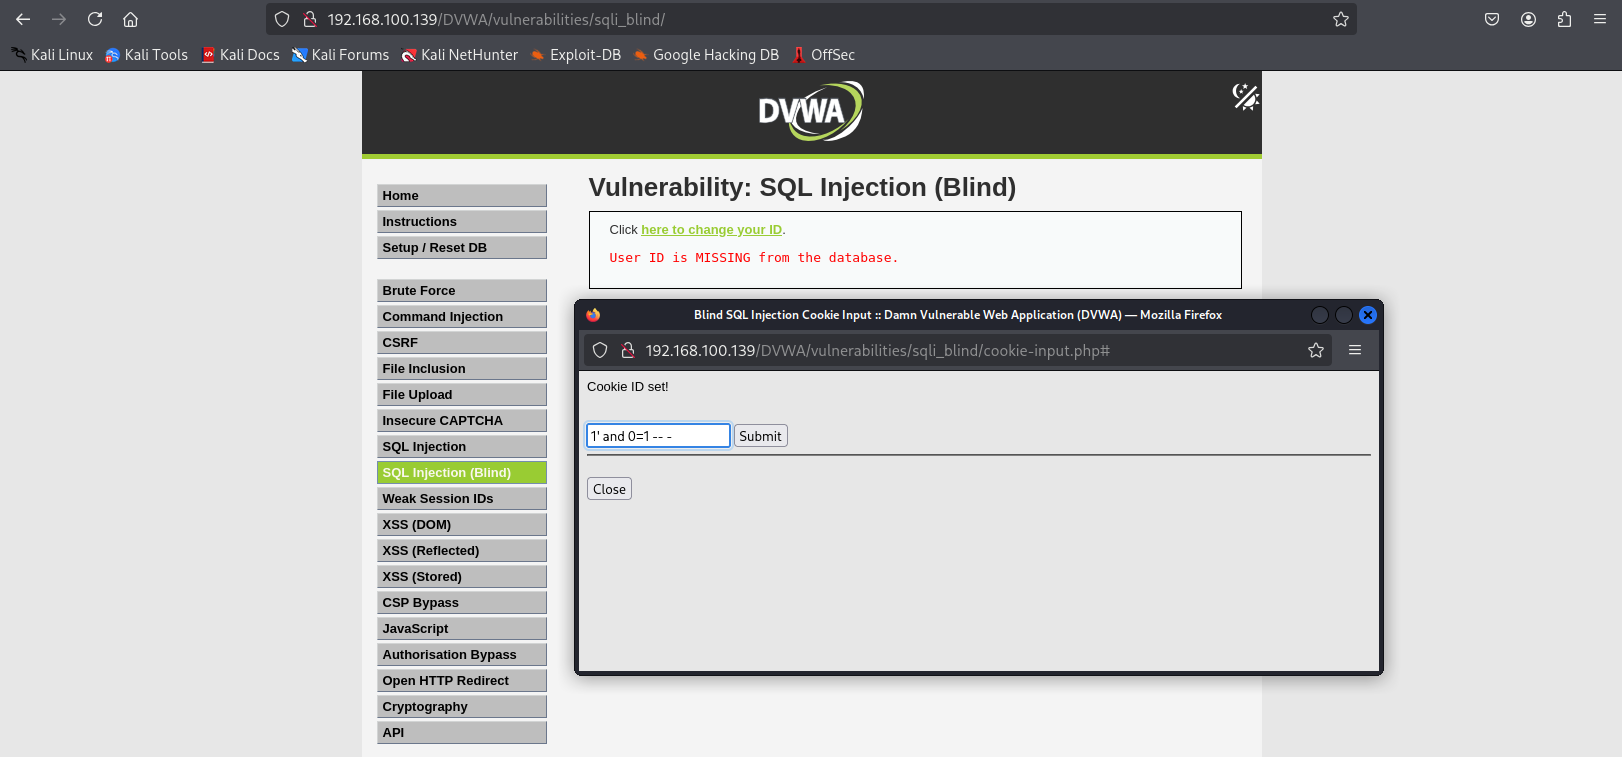 192.168.100.139/DVWA/vulnerabilities/sqli_blind/
Kali Linux Kali Tools Kali Docs Kali Forums Kali NetHunter Exploit-DB Google Hacking DB OffSec
DVWA
Home
Instructions
Setup / Reset DB
Brute Force
Command Injection
CSRF
File Inclusion
File Upload
Insecure CAPTCHA
SQL Injection
SQL Injection (Blind)
Weak Session IDs
XSS (DOM)
XSS (Reflected)
XSS (Stored)
CSP Bypass
JavaScript
Authorisation Bypass
Open HTTP Redirect
Cryptography
API
Vulnerability: SQL Injection (Blind)
Click here to change your ID.
User ID is MISSING from the database.
Blind SQL Injection Cookie Input :: Damn Vulnerable Web Application (DVWA) — Mozilla Firefox
192.168.100.139/DVWA/vulnerabilities/sqli_blind/cookie-input.php#
Cookie ID set!
1' and 0=1 -- - Submit
Close